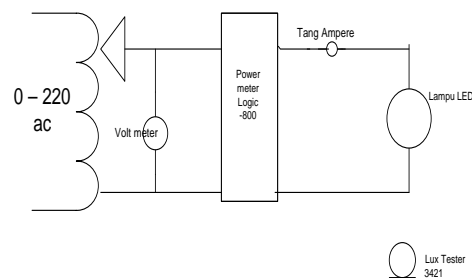 0 – 220
ac
Volt meter
Power
meter
Logic
-800
Tang Ampere
Lampu LED
Lux Tester
3421